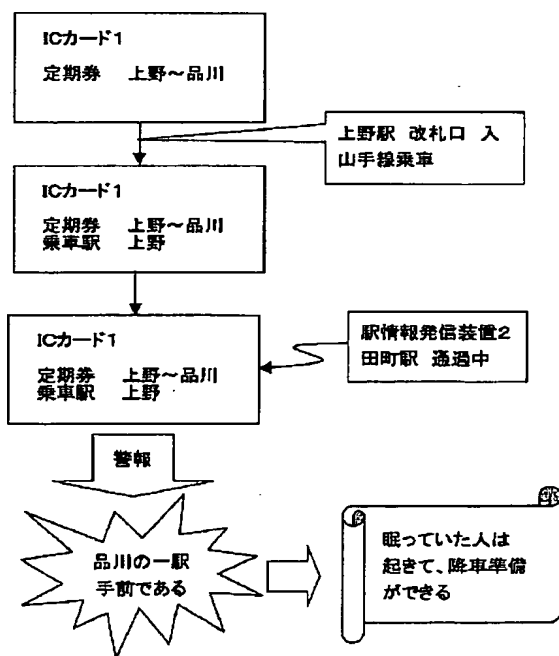 ICカード1
定期券 上野〜品川
上野駅 改札口 入
山手線乗車
ICカード1
定期券 上野〜品川
乗車駅 上野
ICカード1
定期券 上野〜品川
乗車駅 上野
駅情報発信装置2
田町駅 通過中
警報
品川の一駅
手前である
眠っていた人は
起きて、降車準備
ができる